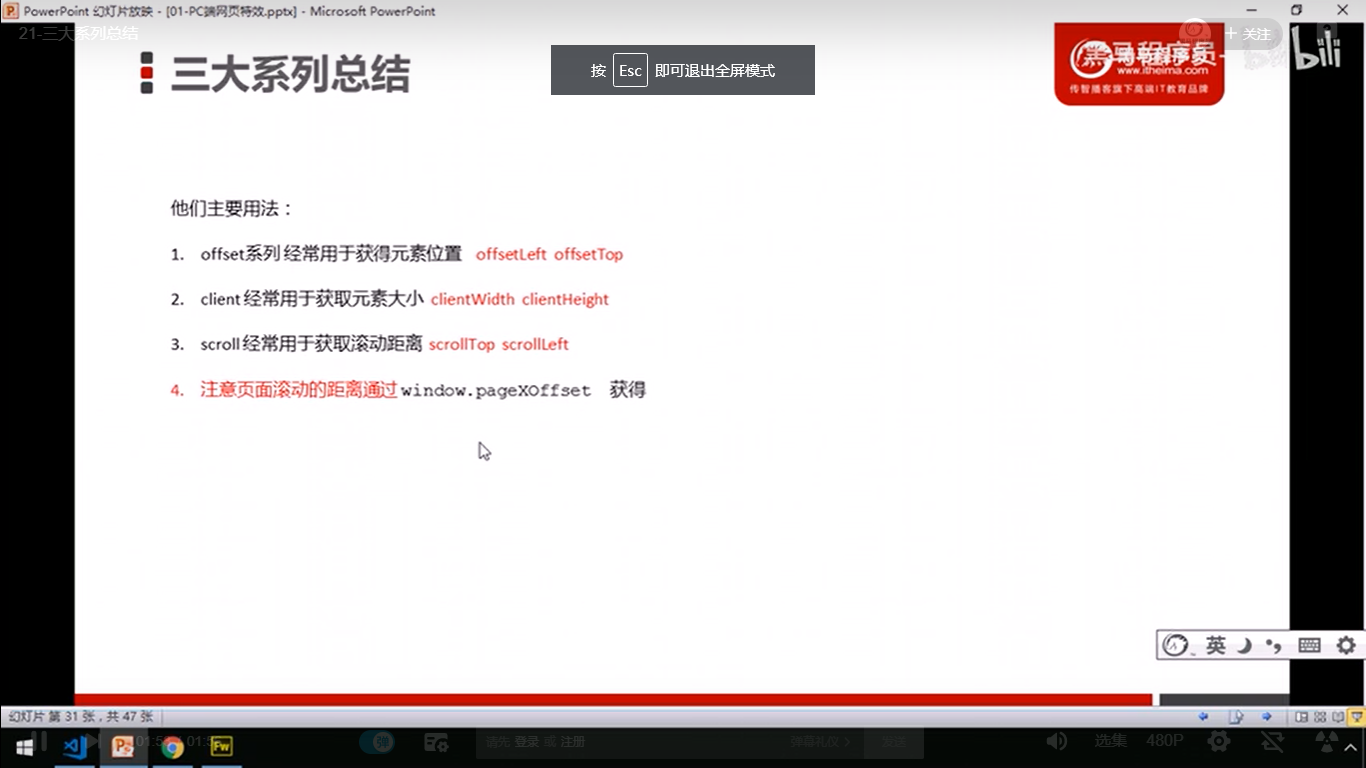 PowerPoint 幻灯片放映 - [01-PC端网页特效.pptx] - Microsoft PowerPoint
21-三大系列总结
+ 关注
三大系列总结
按 Esc 即可退出全屏模式
黑马程序员
www.itheima.com
传智播客旗下高端IT教育品牌
bili
他们主要用法：
1. offset系列 经常用于获得元素位置 offsetLeft offsetTop
2. client 经常用于获取元素大小 clientWidth clientHeight
3. scroll 经常用于获取滚动距离 scrollTop scrollLeft
4. 注意页面滚动的距离通过 window.pageXOffset 获得
英
幻灯片 第 31 张，共 47 张
弹
请先 登录 或 注册
弹幕礼仪 >
发送
选集
480P
Fw